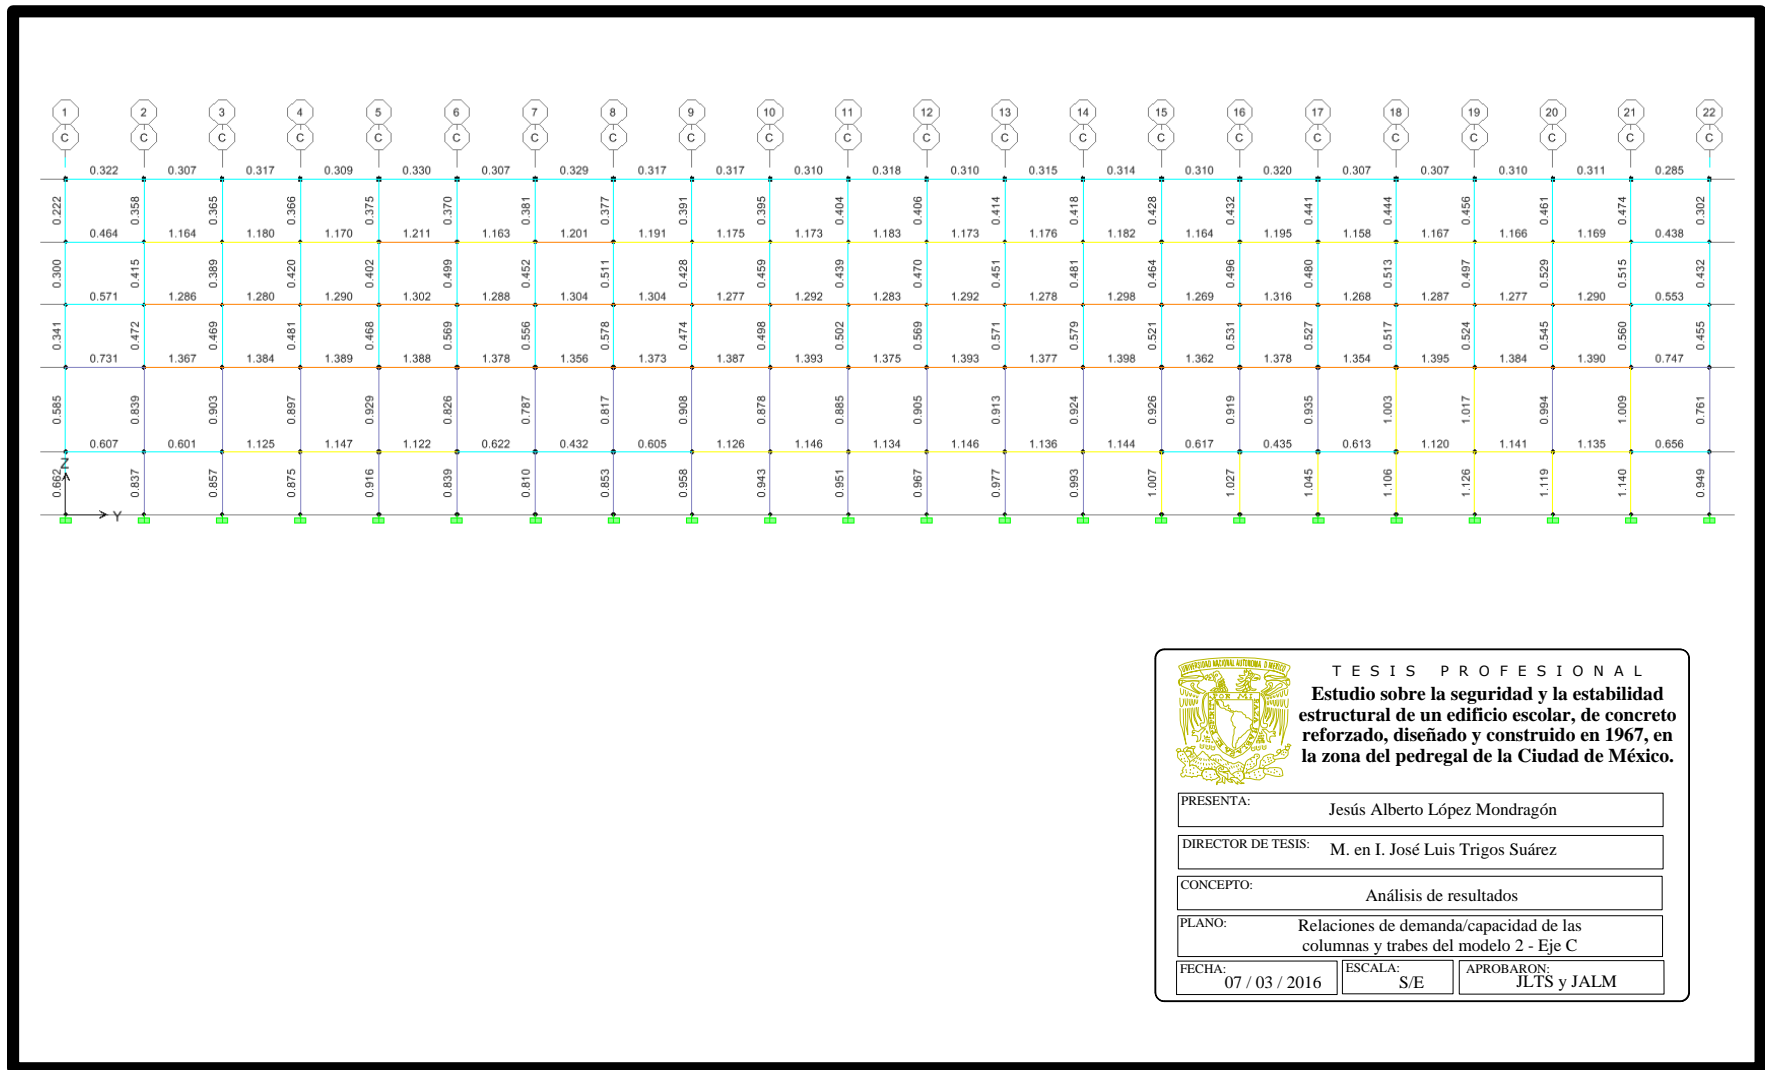 1 2 3 4 5 6 7 8 9 10 11 12 13 14 15 16 17 18 19 20 21 22
C C C C C C C C C C C C C C C C C C C C C C
0.322 0.307 0.317 0.309 0.330 0.307 0.329 0.317 0.317 0.310 0.318 0.310 0.315 0.314 0.310 0.320 0.307 0.307 0.310 0.311 0.285
0.222 0.358 0.365 0.366 0.375 0.370 0.381 0.377 0.391 0.395 0.404 0.406 0.414 0.418 0.428 0.432 0.441 0.444 0.456 0.461 0.474 0.302
0.464 1.164 1.180 1.170 1.211 1.163 1.201 1.191 1.175 1.173 1.183 1.173 1.176 1.182 1.164 1.195 1.158 1.167 1.166 1.169 0.438
0.300 0.415 0.389 0.420 0.402 0.499 0.452 0.511 0.428 0.459 0.439 0.470 0.451 0.481 0.464 0.496 0.480 0.513 0.497 0.529 0.515 0.432
0.571 1.286 1.280 1.290 1.302 1.288 1.304 1.304 1.277 1.292 1.283 1.292 1.278 1.298 1.269 1.316 1.268 1.287 1.277 1.290 0.553
0.341 0.472 0.469 0.481 0.468 0.569 0.556 0.578 0.474 0.498 0.502 0.569 0.571 0.579 0.521 0.531 0.527 0.517 0.524 0.545 0.560 0.455
0.731 1.367 1.384 1.389 1.388 1.378 1.356 1.373 1.387 1.393 1.375 1.393 1.377 1.398 1.362 1.378 1.354 1.395 1.384 1.390 0.747
0.585 0.839 0.903 0.897 0.929 0.826 0.787 0.817 0.908 0.878 0.885 0.905 0.913 0.924 0.926 0.919 0.935 1.003 1.017 0.994 1.009 0.761
0.607 0.601 1.125 1.147 1.122 0.622 0.432 0.605 1.126 1.146 1.134 1.146 1.136 1.144 0.617 0.435 0.613 1.120 1.141 1.135 0.656
Z
0.662 0.837 0.857 0.875 0.916 0.839 0.810 0.853 0.958 0.943 0.951 0.967 0.977 0.993 1.007 1.027 1.045 1.106 1.126 1.119 1.140 0.949
Y
TESIS PROFESIONAL
Estudio sobre la seguridad y la estabilidad
estructural de un edificio escolar, de concreto
reforzado, diseñado y construido en 1967, en
la zona del pedregal de la Ciudad de México.
PRESENTA: Jesús Alberto López Mondragón
DIRECTOR DE TESIS: M. en I. José Luis Trigos Suárez
CONCEPTO: Análisis de resultados
PLANO: Relaciones de demanda/capacidad de las
columnas y trabes del modelo 2 - Eje C
FECHA: 07 / 03 / 2016 ESCALA: S/E APROBARON: JLTS y JALM